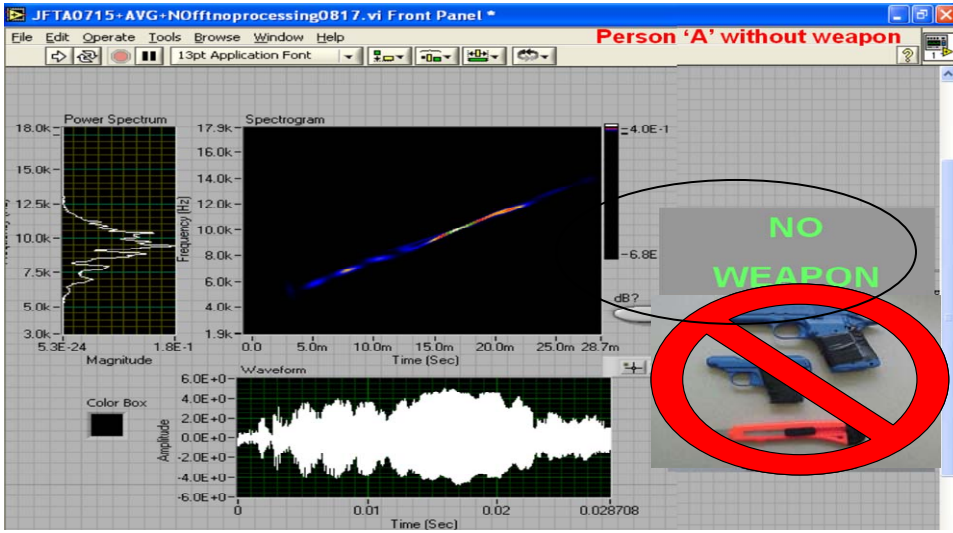 JFTA0715+AVG+NOfftnoprocessing0817.vi Front Panel *
File Edit Operate Tools Browse Window Help
Person ‘A’ without weapon
13pt Application Font
?
1
Power Spectrum
18.0k
15.0k
12.5k
10.0k
7.5k
5.0k
3.0k
5.3E-24 1.8E-1
Magnitude
Spectrogram
Frequency (Hz)
17.9k
16.0k
14.0k
12.0k
10.0k
8.0k
6.0k
4.0k
1.9k
0.0 5.0m 10.0m 15.0m 20.0m 25.0m 28.7m
Time (Sec)
-4.0E-1
-6.8E
dB?
NO
WEAPON
Color Box
Waveform
Amplitude
6.0E+0
4.0E+0
2.0E+0
0.0E+0
-2.0E+0
-4.0E+0
-6.0E+0
0 0.01 0.02 0.028708
Time (Sec)